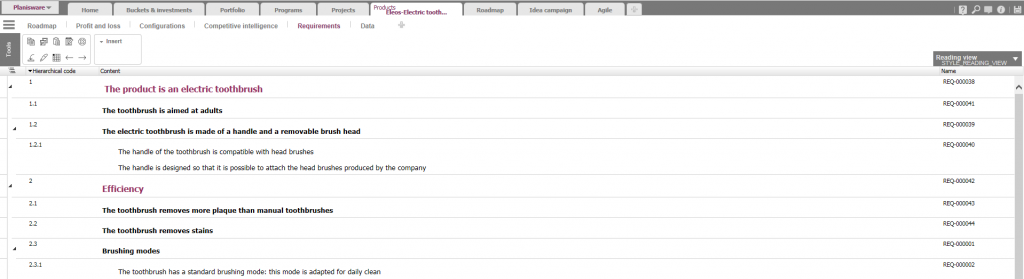 Planisware
Home
Buckets & investments
Portfolio
Programs
Projects
Products
Eleos-Electric tooth...
Roadmap
Idea campaign
Agile
Roadmap
Profit and loss
Configurations
Competitive intelligence
Requirements
Data
Tools
Insert
Reading view
STYLE_READING_VIEW
Hierarchical code Content Name
1 The product is an electric toothbrush REQ-000038
1.1 The toothbrush is aimed at adults REQ-000041
1.2 The electric toothbrush is made of a handle and a removable brush head REQ-000039
1.2.1 The handle of the toothbrush is compatible with head brushes REQ-000040
The handle is designed so that it is possible to attach the head brushes produced by the company
2 Efficiency REQ-000042
2.1 The toothbrush removes more plaque than manual toothbrushes REQ-000043
2.2 The toothbrush removes stains REQ-000044
2.3 Brushing modes REQ-000001
2.3.1 The toothbrush has a standard brushing mode: this mode is adapted for daily clean REQ-000002